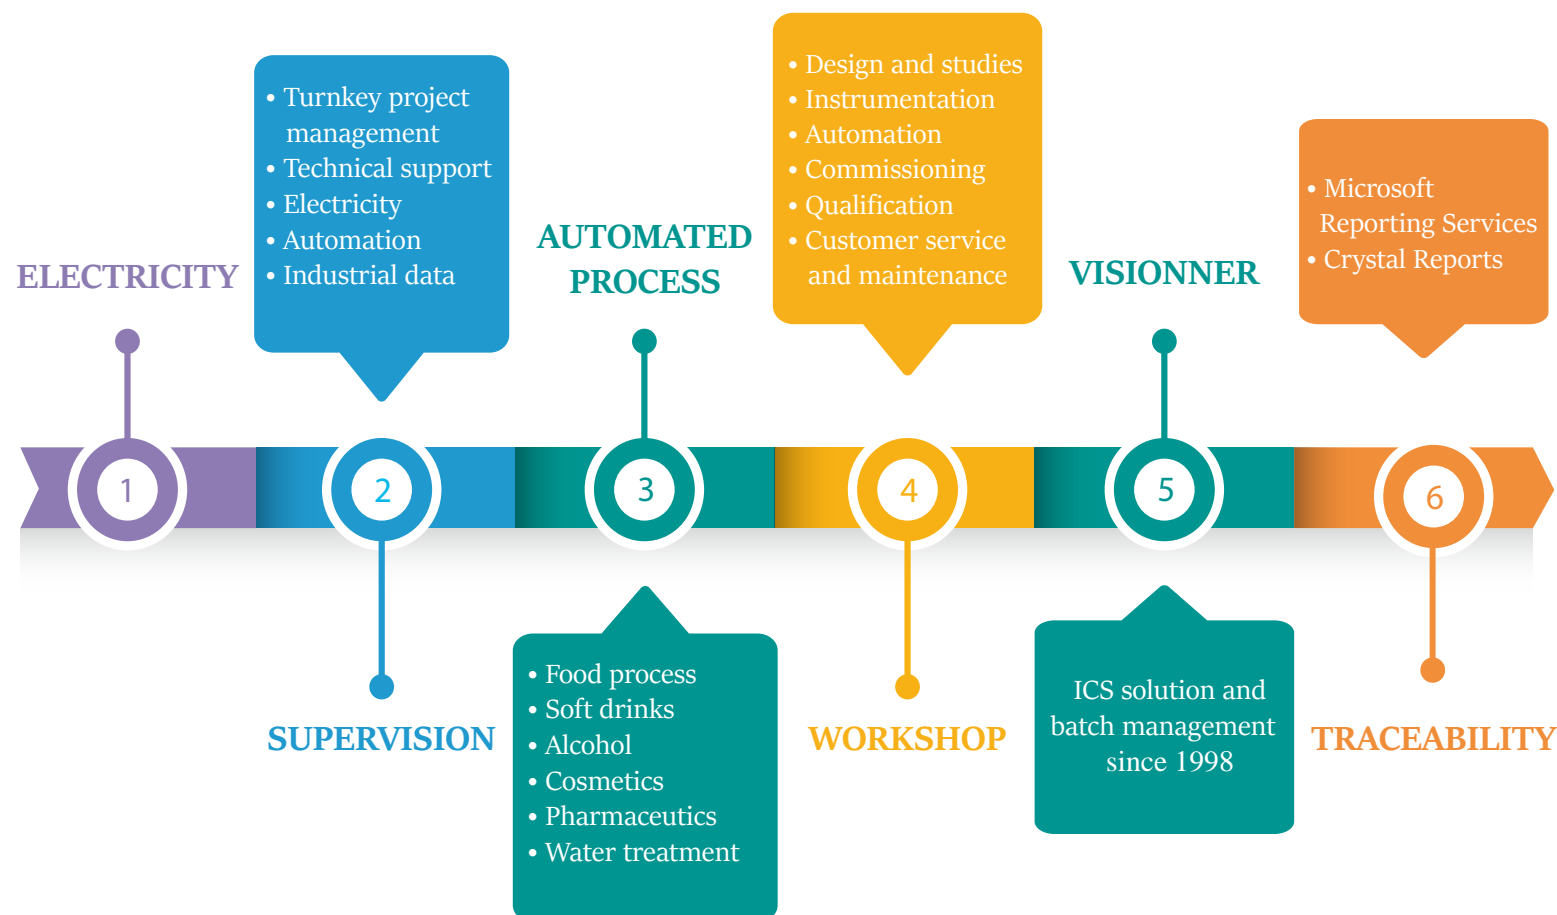 ELECTRICITY
1
• Turnkey project
management
• Technical support
• Electricity
• Automation
• Industrial data
2
SUPERVISION
AUTOMATED
PROCESS
3
• Food process
• Soft drinks
• Alcohol
• Cosmetics
• Pharmaceutics
• Water treatment
• Design and studies
• Instrumentation
• Automation
• Commissioning
• Qualification
• Customer service
and maintenance
4
WORKSHOP
VISIONNER
5
ICS solution and
batch management
since 1998
• Microsoft
Reporting Services
• Crystal Reports
6
TRACEABILITY